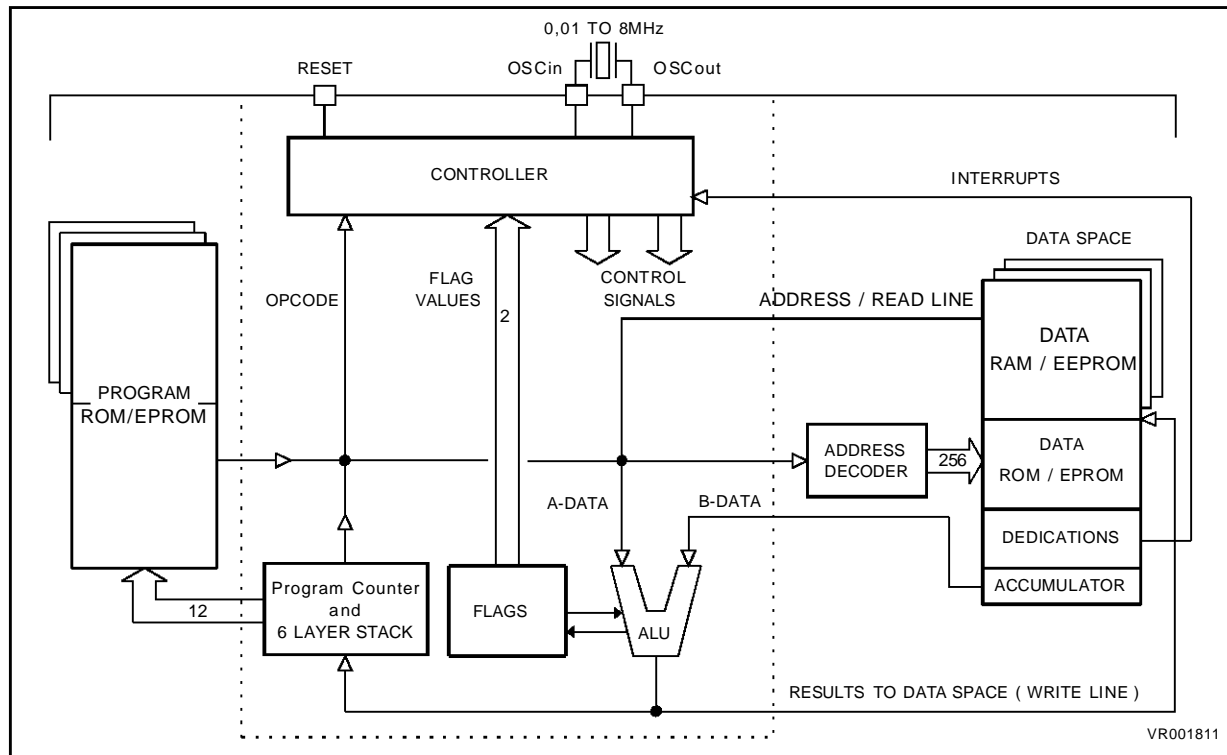 0,01 TO 8MHz
RESET
OSCin
OSCout
CONTROLLER
INTERRUPTS
DATA SPACE
OPCODE
FLAG
VALUES
2
CONTROL
SIGNALS
ADDRESS / READ LINE
DATA
RAM / EEPROM
PROGRAM
ROM/EPROM
ADDRESS
DECODER
256
DATA
ROM / EPROM
A-DATA
B-DATA
DEDICATIONS
ACCUMULATOR
12
Program Counter
and
6 LAYER STACK
FLAGS
ALU
RESULTS TO DATA SPACE ( WRITE LINE )
VR001811